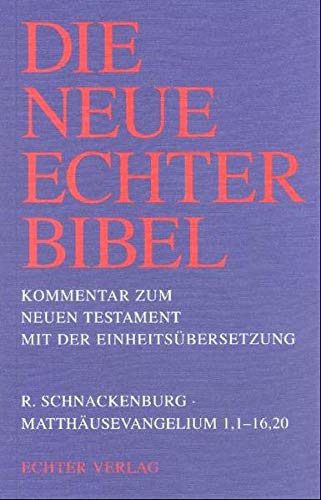 DIE
NEUE
ECHTER
BIBEL
KOMMENTAR ZUM
NEUEN TESTAMENT
MIT DER EINHEITSÜBERSETZUNG
R. SCHNACKENBURG ·
MATTHÄUSEVANGELIUM 1,1–16,20
ECHTER VERLAG